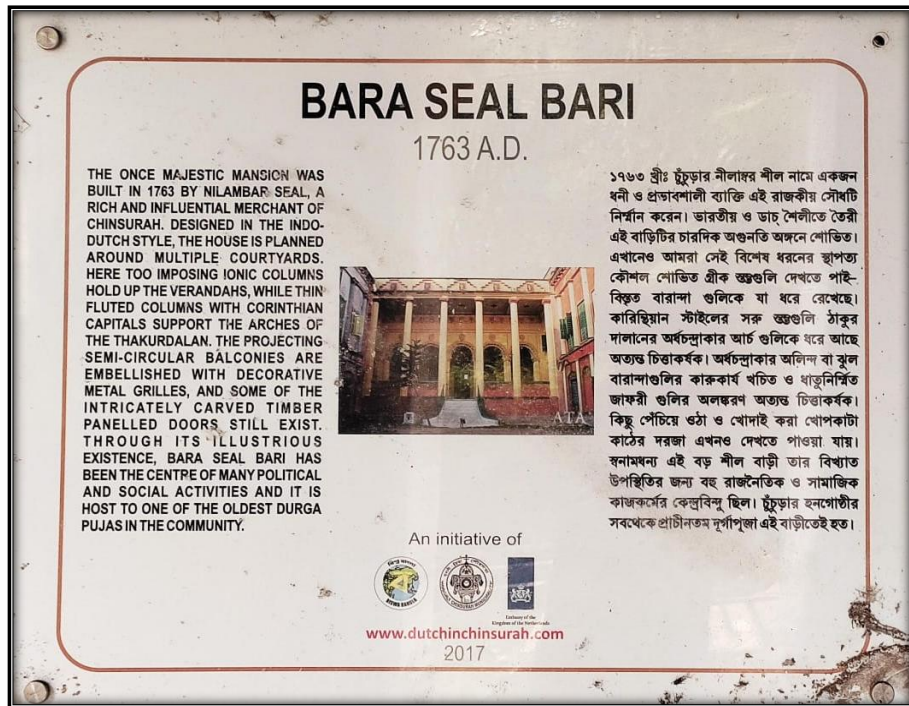 BARA SEAL BARI
1763 A.D.
THE ONCE MAJESTIC MANSION WAS
BUILT IN 1763 BY NILAMBAR SEAL, A
RICH AND INFLUENTIAL MERCHANT OF
CHINSURAH. DESIGNED IN THE INDO-
DUTCH STYLE, THE HOUSE IS PLANNED
AROUND MULTIPLE COURTYARDS.
HERE TOO IMPOSING IONIC COLUMNS
HOLD UP THE VERANDAHS, WHILE THIN
FLUTED COLUMNS WITH CORINTHIAN
CAPITALS SUPPORT THE ARCHES OF
THE THAKURDALAN. THE PROJECTING
SEMI-CIRCULAR BALCONIES ARE
EMBELLISHED WITH DECORATIVE
METAL GRILLES, AND SOME OF THE
INTRICATELY CARVED TIMBER
PANELLED DOORS STILL EXIST.
THROUGH ITS ILLUSTRIOUS
EXISTENCE, BARA SEAL BARI HAS
BEEN THE CENTRE OF MANY POLITICAL
AND SOCIAL ACTIVITIES AND IT IS
HOST TO ONE OF THE OLDEST DURGA
PUJAS IN THE COMMUNITY.
১৭৬৩ খ্রীঃ চুঁচুড়ার নীলাম্বর শীল নামে একজন
ধনী ও প্রভাবশালী ব্যাক্তি এই রাজকীয় সৌধটি
নির্ম্মান করেন। ভারতীয় ও ডাচ্ শৈলীতে তৈরী
এই বাড়িটির চারদিক অগুনতি অঙ্গনে শোভিত।
এখানেও আমরা সেই বিশেষ ধরনের স্থাপত্য
কৌশল শোভিত গ্রীক স্তম্ভগুলি দেখতে পাই-
বিস্তৃত বারান্দা গুলিকে যা ধরে রেখেছে।
কারিন্থিয়ান স্টাইলের সরু স্তম্ভগুলি ঠাকুর
দালানের অর্ধচন্দ্রাকার আর্চ গুলিকে ধরে আছে
অত্যন্ত চিত্তাকর্ষক। অর্ধচন্দ্রাকার অলিন্দ বা ঝুল
বারান্দাগুলির কারুকার্য খচিত ও ধাতুনির্ম্মিত
জাফরী গুলির অলঙ্করণ অত্যন্ত চিত্তাকর্ষক।
কিছু পেঁচিয়ে ওঠা ও খোদাই করা খোপকাটা
কাঠের দরজা এখনও দেখতে পাওয়া যায়।
স্বনামধন্য এই বড় শীল বাড়ী তার বিখ্যাত
উপস্থিতির জন্য বহু রাজনৈতিক ও সামাজিক
কাজকর্মের কেন্দ্রবিন্দু ছিল। চুঁচুড়ার হনগোষ্ঠীর
সবথেকে প্রাচীনতম দূর্গাপূজা এই বাড়ীতেই হত।
An initiative of
Embassy of the
Kingdom of the Netherlands
www.dutchinchinsurah.com
2017